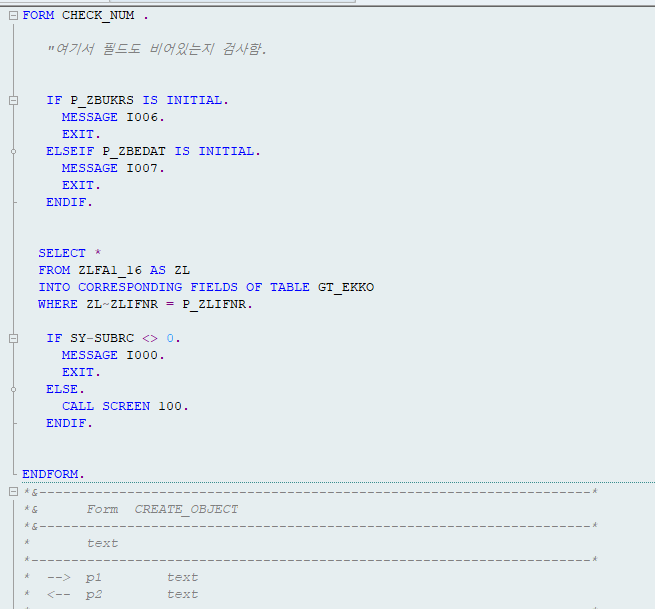 FORM CHECK_NUM .
"여기서 필드도 비어있는지 검사함.
IF P_ZBUKRS IS INITIAL.
MESSAGE I006.
EXIT.
ELSEIF P_ZBEDAT IS INITIAL.
MESSAGE I007.
EXIT.
ENDIF.
SELECT *
FROM ZLFA1_16 AS ZL
INTO CORRESPONDING FIELDS OF TABLE GT_EKKO
WHERE ZL~ZLIFNR = P_ZLIFNR.
IF SY-SUBRC <> 0.
MESSAGE I000.
EXIT.
ELSE.
CALL SCREEN 100.
ENDIF.
ENDFORM.
*&---------------------------------------------------------------------*
*&      Form  CREATE_OBJECT
*&---------------------------------------------------------------------*
*       text
*----------------------------------------------------------------------*
*  -->  p1        text
*  <--  p2        text